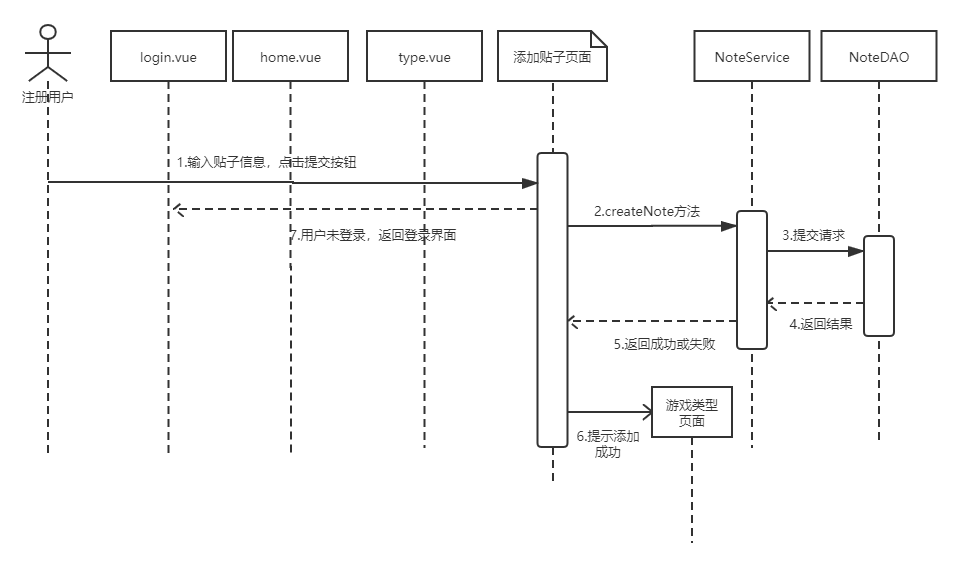 login.vue
home.vue
type.vue
添加贴子页面
NoteService
NoteDAO
注册用户
1.输入贴子信息，点击提交按钮
2.createNote方法
7.用户未登录，返回登录界面
3.提交请求
4.返回结果
5.返回成功或失败
游戏类型
页面
6.提示添加
成功